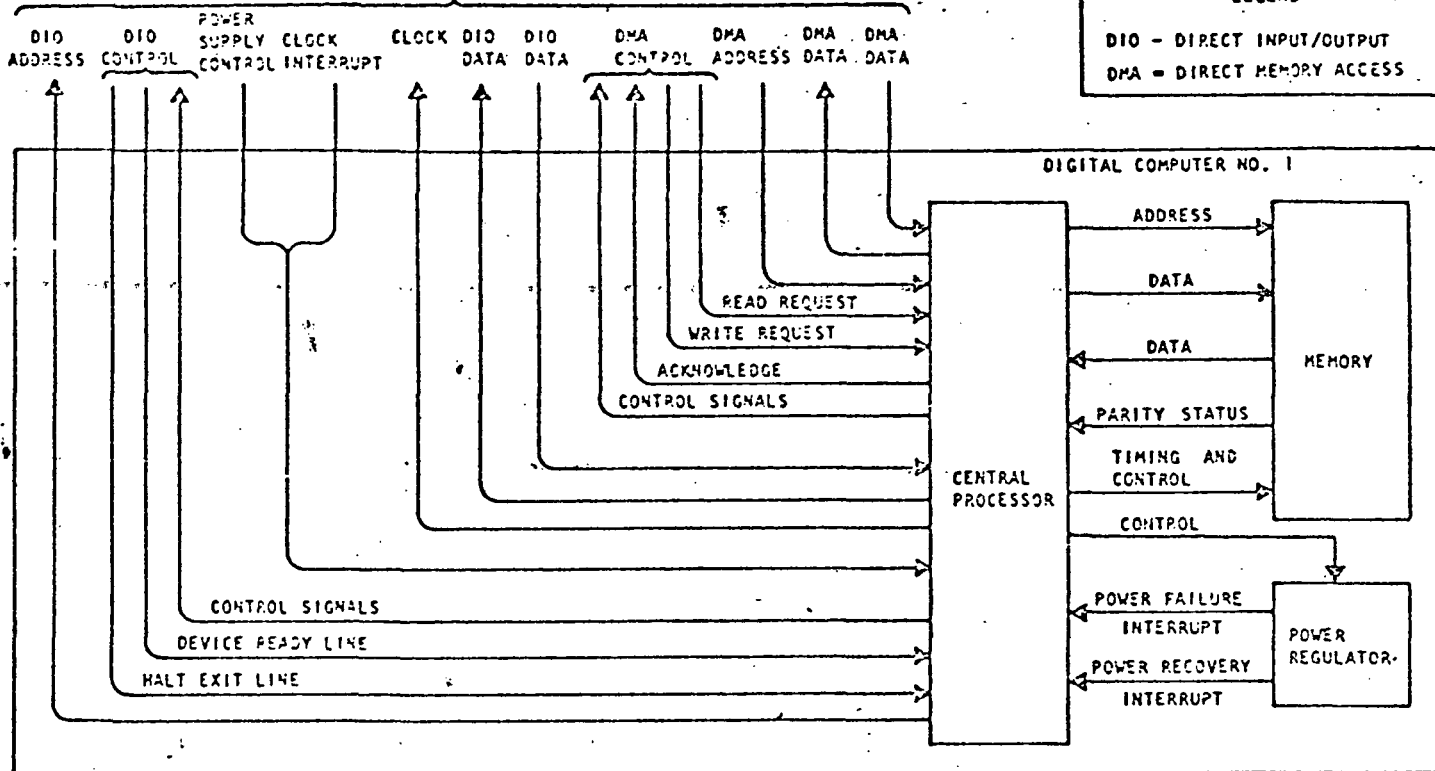 DIO ADDRESS
DIO CONTROL
POWER SUPPLY CONTROL
CLOCK INTERRUPT
CLOCK
DIO DATA
DIO DATA
DMA CONTROL
DMA ADDRESS
DMA DATA
DMA DATA
LEGEND
DIO - DIRECT INPUT/OUTPUT
DMA = DIRECT MEMORY ACCESS
DIGITAL COMPUTER NO. 1
ADDRESS
DATA
DATA
PARITY STATUS
TIMING AND
CONTROL
CONTROL
MEMORY
READ REQUEST
WRITE REQUEST
ACKNOWLEDGE
CONTROL SIGNALS
CENTRAL
PROCESSOR
CONTROL SIGNALS
DEVICE READY LINE
HALT EXIT LINE
POWER FAILURE
INTERRUPT
POWER RECOVERY
INTERRUPT
POWER
REGULATOR